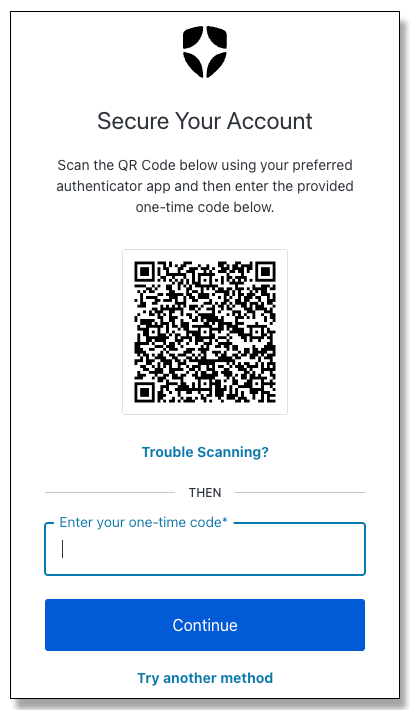 Secure Your Account
Scan the QR Code below using your preferred
authenticator app and then enter the provided
one-time code below.
Trouble Scanning?
THEN
Enter your one-time code*
Continue
Try another method